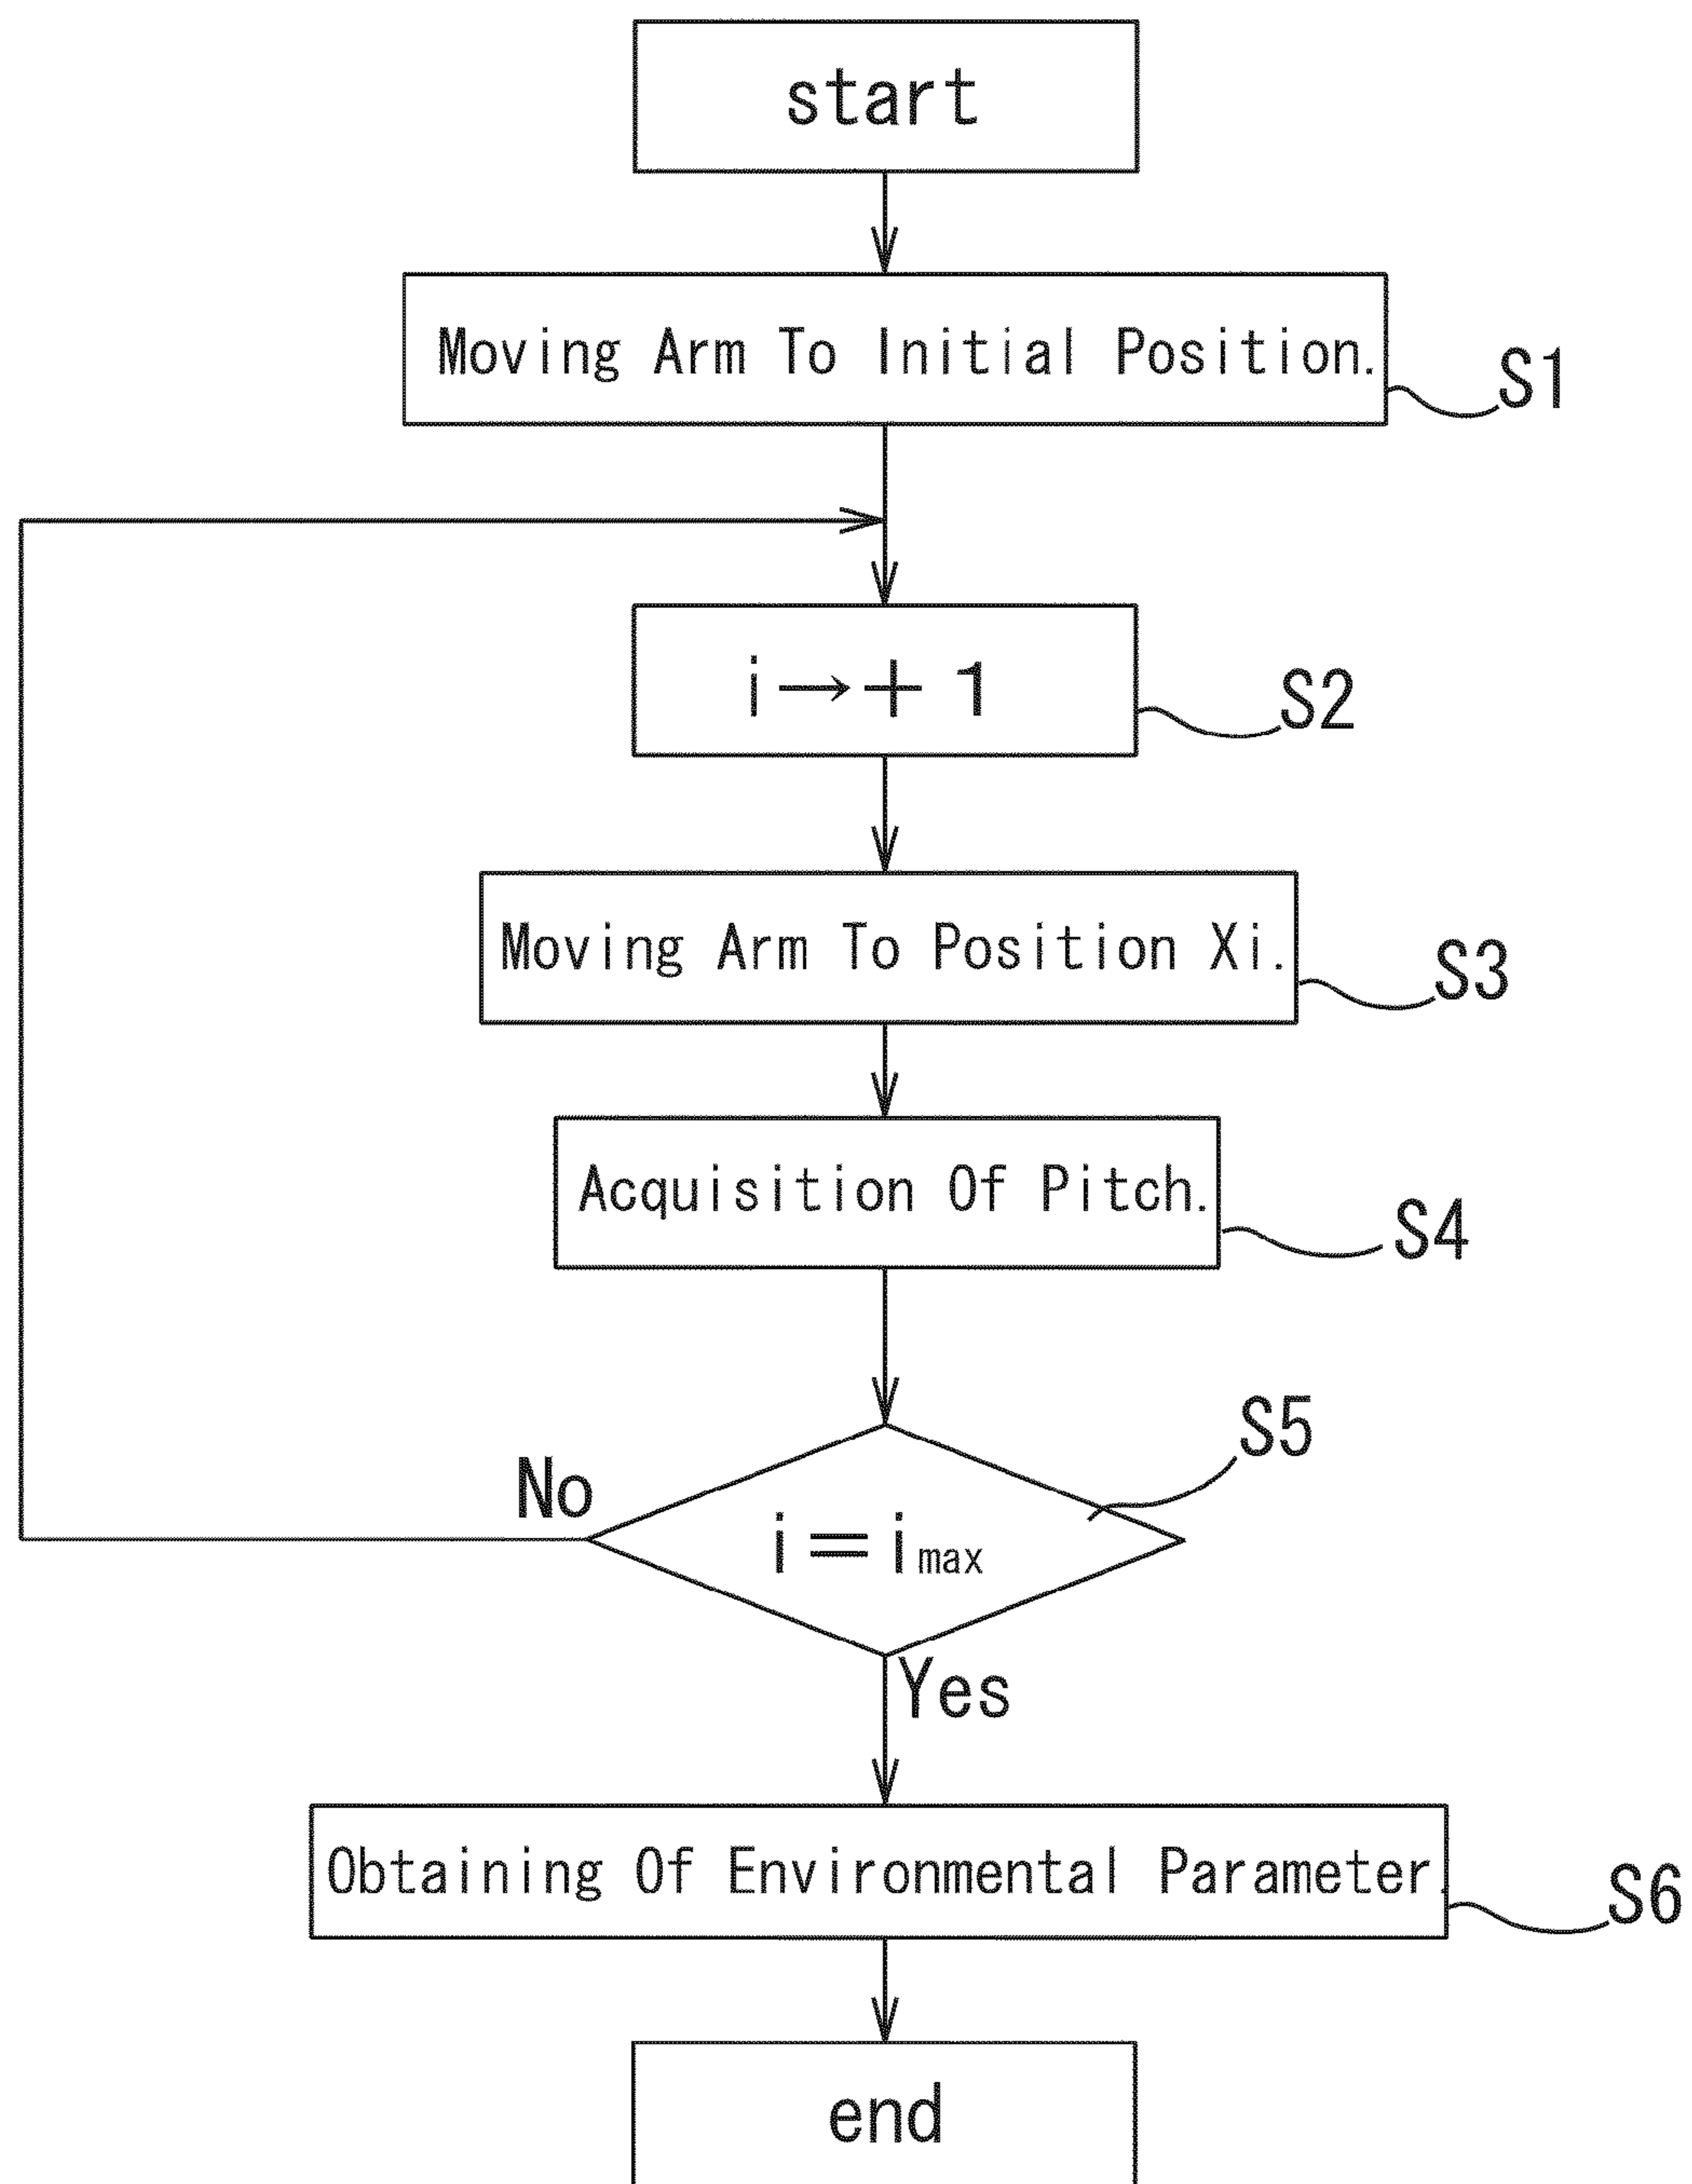 start
Moving Arm To Initial Position.
S1
i→+1
S2
Moving Arm To Position Xi.
S3
Acquisition Of Pitch.
S4
S5
No
i=imax
Yes
Obtaining Of Environmental Parameter.
S6
end